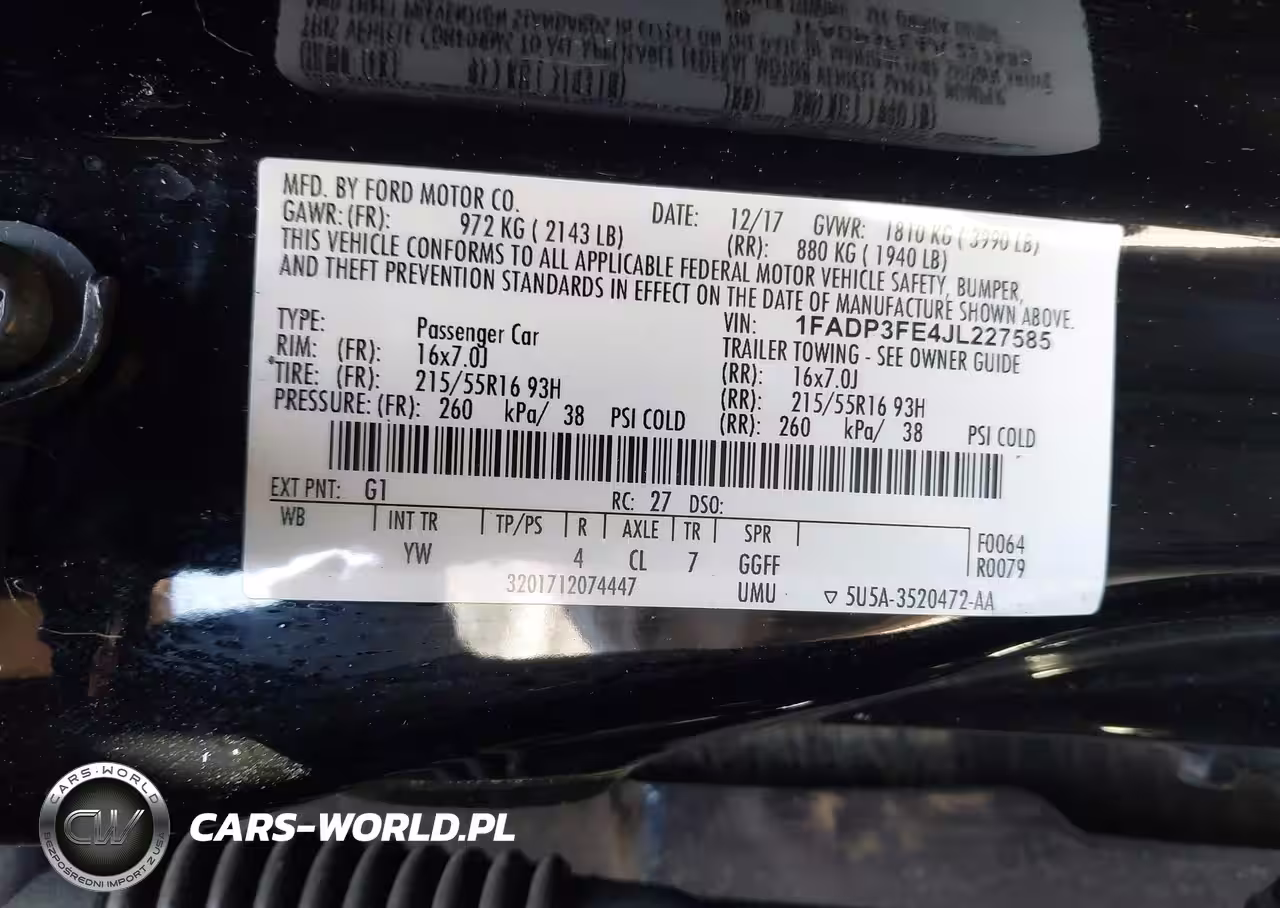 MFD. BY FORD MOTOR CO. DATE: 12/17 GVWR: 1810 KG ( 3990 LB)
GAWR: (FR): 972 KG ( 2143 LB) (RR): 880 KG ( 1940 LB)
THIS VEHICLE CONFORMS TO ALL APPLICABLE FEDERAL MOTOR VEHICLE SAFETY, BUMPER,
AND THEFT PREVENTION STANDARDS IN EFFECT ON THE DATE OF MANUFACTURE SHOWN ABOVE.
VIN: 1FADP3FE4JL227585
TYPE: Passenger Car TRAILER TOWING - SEE OWNER GUIDE
RIM: (FR): 16x7.0J (RR): 16x7.0J
TIRE: (FR): 215/55R16 93H (RR): 215/55R16 93H
PRESSURE: (FR): 260 kPa/ 38 PSI COLD (RR): 260 kPa/ 38 PSI COLD
EXT PNT: G1 RC: 27 DSO:
WB INT TR TP/PS R AXLE TR SPR F0064
YW 4 CL 7 GGFF R0079
3201712074447 UMU ▽ 5U5A-3520472-AA
CARS-WORLD
CW
BEZPOŚREDNI IMPORT Z USA
CARS-WORLD.PL